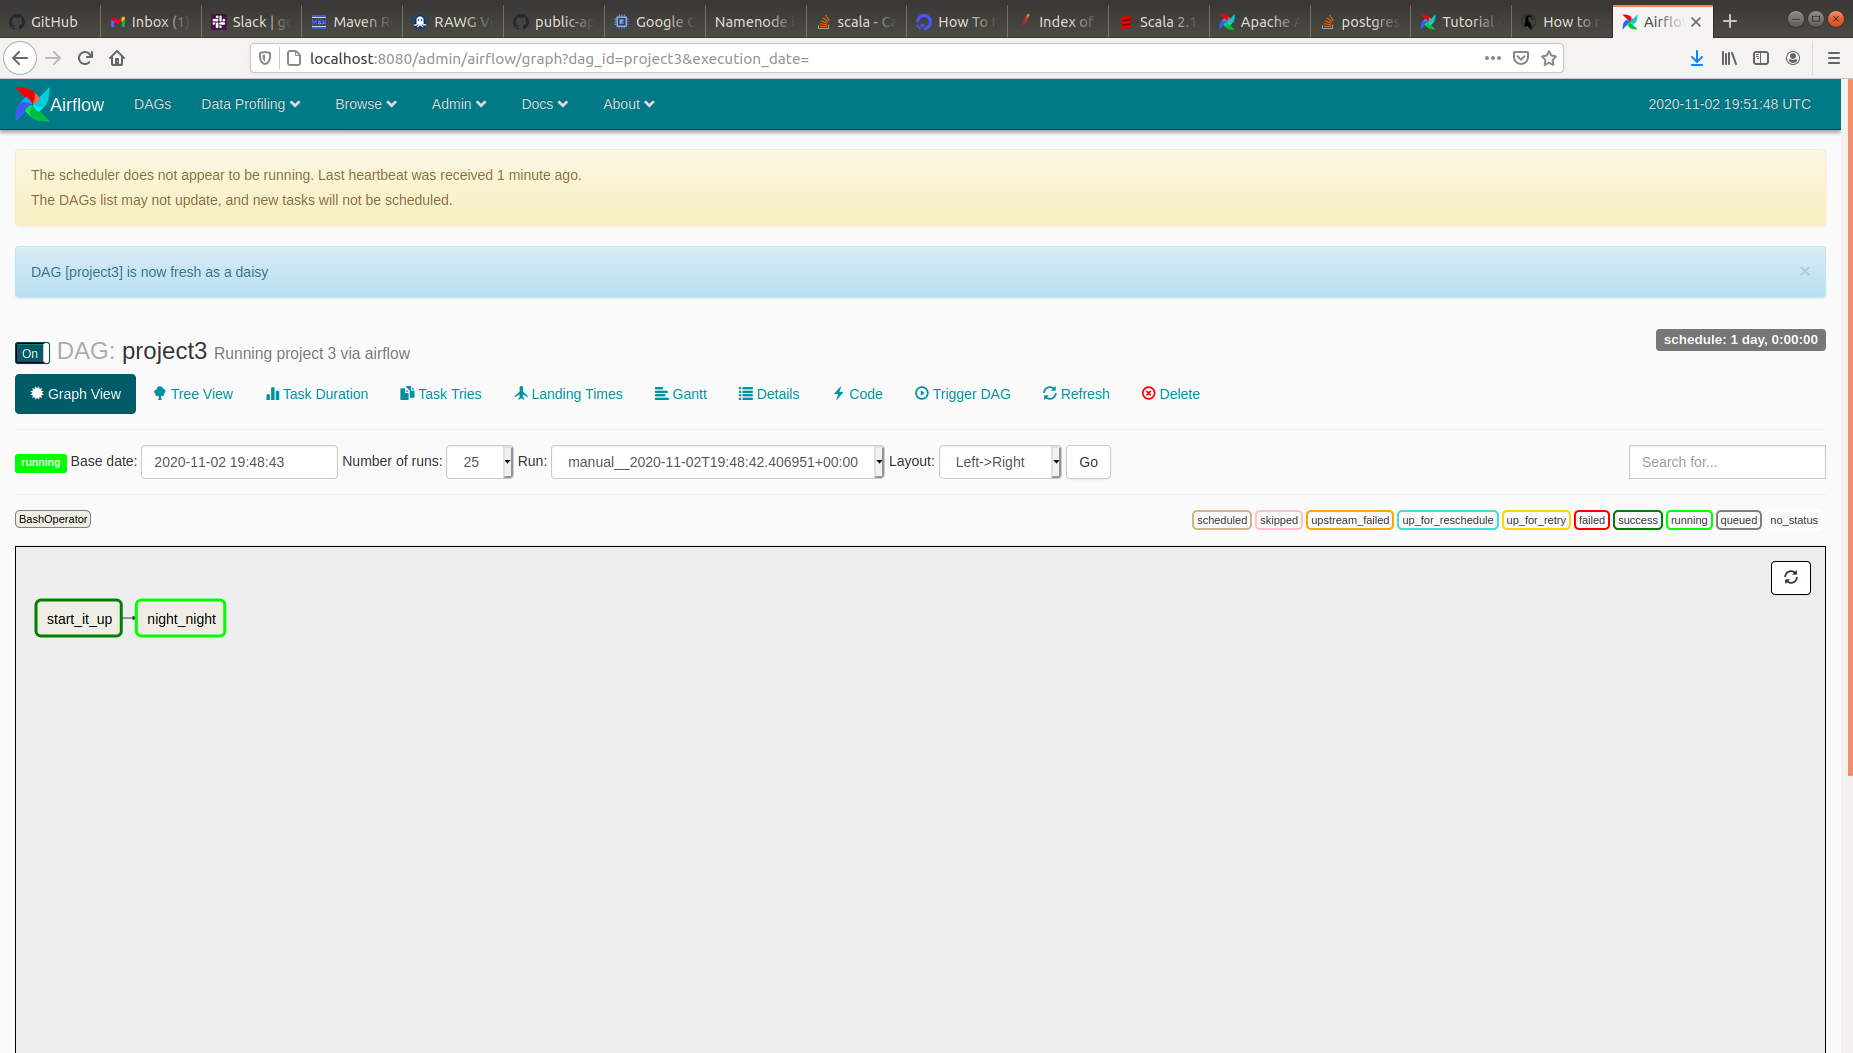 GitHub Inbox (1) Slack | ge Maven R RAWG Vi public-ap Google C Namenode scala - Ca How To I Index of Scala 2.1 Apache A postgres Tutorial - How to r Airflow
localhost:8080/admin/airflow/graph?dag_id=project3&execution_date=
Airflow DAGs Data Profiling Browse Admin Docs About 2020-11-02 19:51:48 UTC
The scheduler does not appear to be running. Last heartbeat was received 1 minute ago.
The DAGs list may not update, and new tasks will not be scheduled.
DAG [project3] is now fresh as a daisy ×
schedule: 1 day, 0:00:00
On DAG: project3 Running project 3 via airflow
Graph View Tree View Task Duration Task Tries Landing Times Gantt Details Code Trigger DAG Refresh Delete
running Base date: 2020-11-02 19:48:43 Number of runs: 25 Run: manual__2020-11-02T19:48:42.406951+00:00 Layout: Left->Right Go Search for...
BashOperator scheduled skipped upstream_failed up_for_reschedule up_for_retry failed success running queued no_status
start_it_up night_night